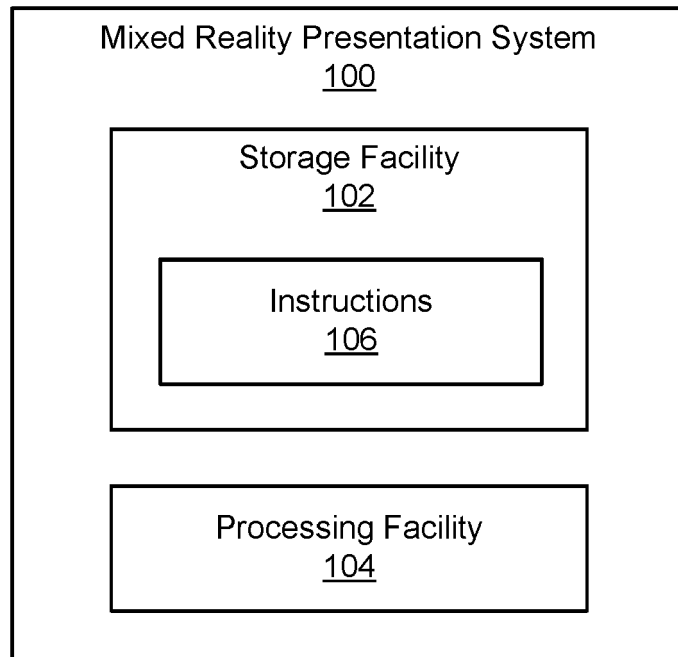 Mixed Reality Presentation System
100
Storage Facility
102
Instructions
106
Processing Facility
104